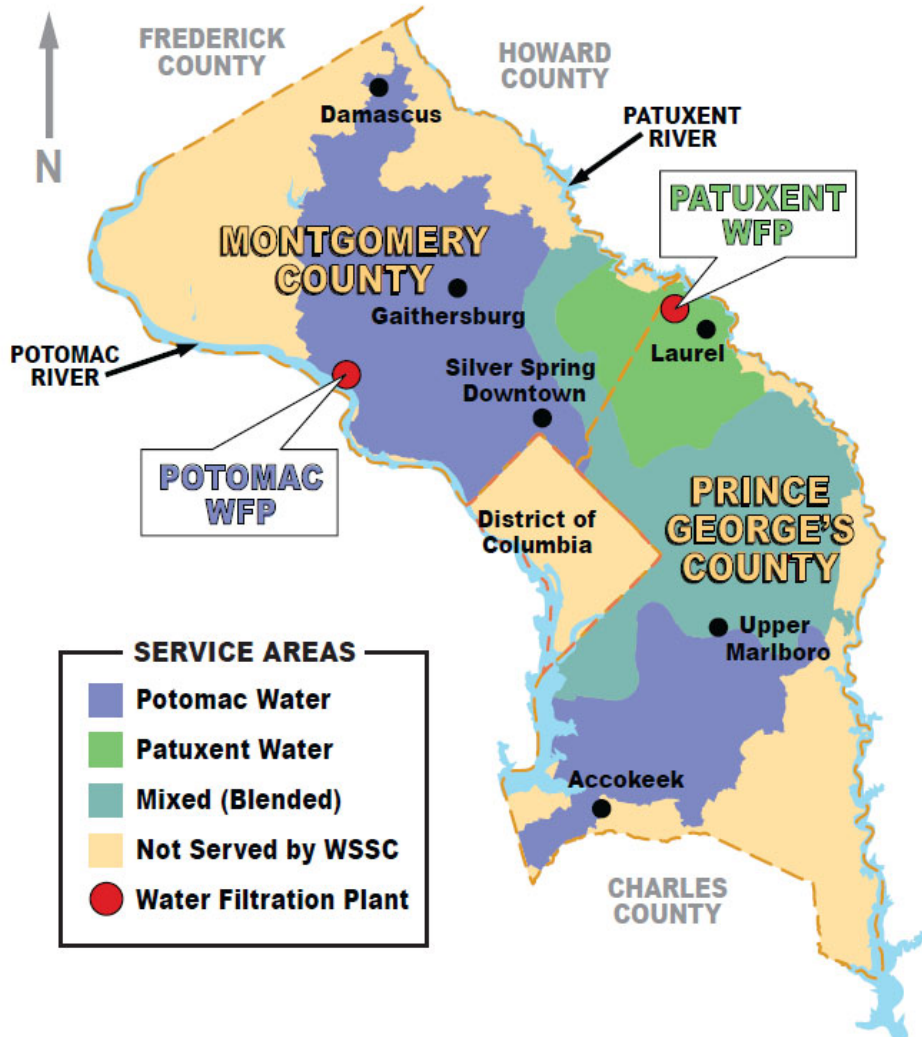 FREDERICK
COUNTY
HOWARD
COUNTY
N
Damascus
PATUXENT
RIVER
PATUXENT
WFP
MONTGOMERY
COUNTY
Gaithersburg
Laurel
POTOMAC
RIVER
Silver Spring
Downtown
POTOMAC
WFP
PRINCE
GEORGE'S
COUNTY
District of
Columbia
Upper
Marlboro
SERVICE AREAS
Potomac Water
Patuxent Water
Mixed (Blended)
Not Served by WSSC
Water Filtration Plant
Accokeek
CHARLES
COUNTY